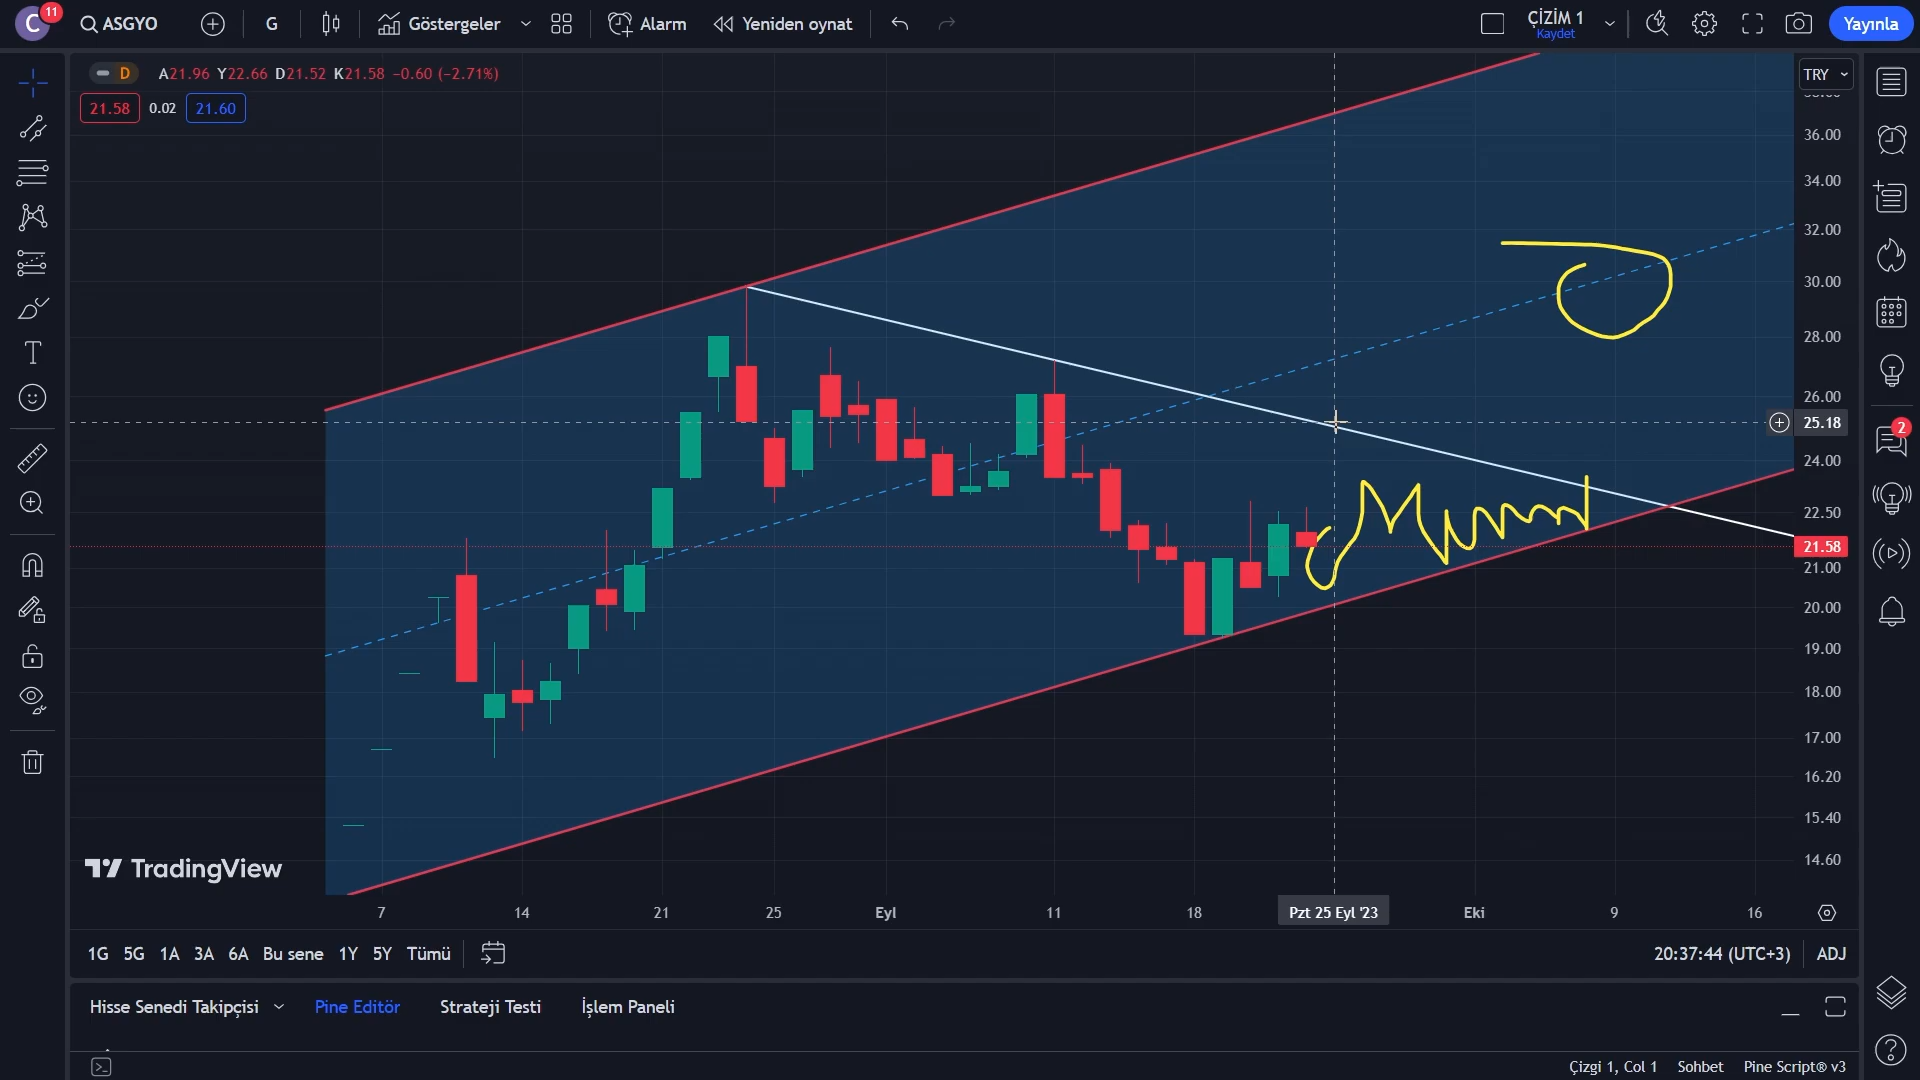 C 11 ASGYO G Göstergeler Alarm Yeniden oynat ÇİZİM 1 Kaydet Yayınla
D A21.96 Y22.66 D21.52 K21.58 −0.60 (−2.71%) TRY
21.58 0.02 21.60
36.00
34.00
32.00
30.00
28.00
26.00
25.18
24.00
2
22.50
21.58
21.00
20.00
19.00
18.00
17.00
16.20
15.40
14.60
TradingView
7 14 21 25 Eyl 11 18 Pzt 25 Eyl '23 Eki 9 16
1G 5G 1A 3A 6A Bu sene 1Y 5Y Tümü 20:37:44 (UTC+3) ADJ
Hisse Senedi Takipçisi Pine Editör Strateji Testi İşlem Paneli
Çizgi 1, Col 1 Sohbet Pine Script® v3